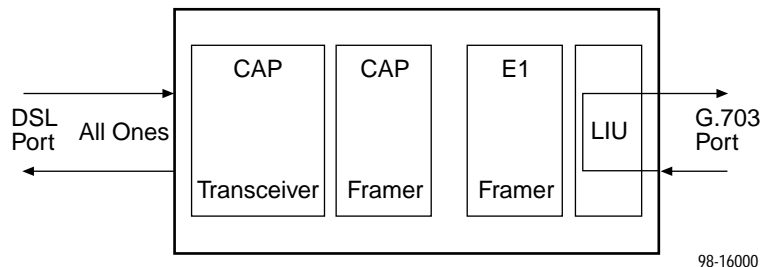 CAP
Transceiver
CAP
Framer
E1
Framer
LIU
DSL
Port
All Ones
G.703
Port
98-16000